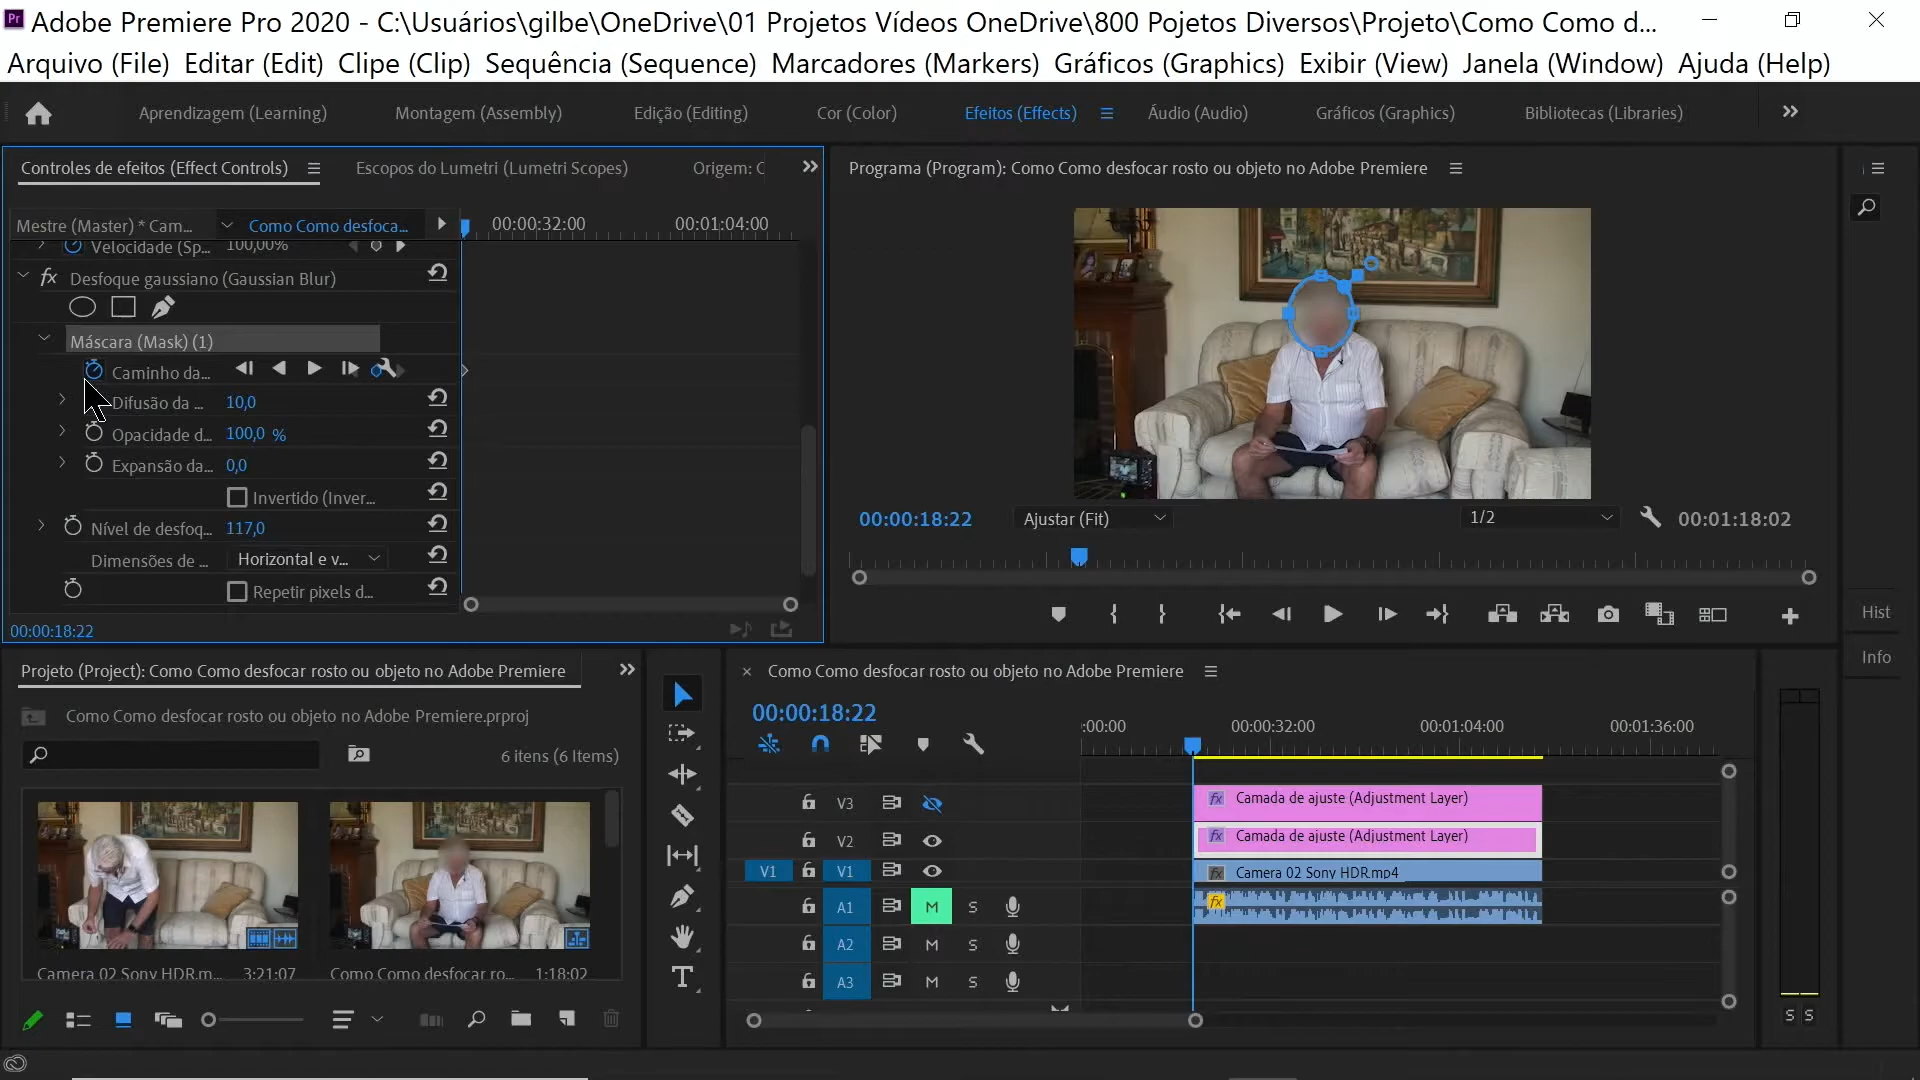 Adobe Premiere Pro 2020 - C:\Usuários\gilbe\OneDrive\01 Projetos Vídeos OneDrive\800 Pojetos Diversos\Projeto\Como Como d...
Arquivo (File) Editar (Edit) Clipe (Clip) Sequência (Sequence) Marcadores (Markers) Gráficos (Graphics) Exibir (View) Janela (Window) Ajuda (Help)
Aprendizagem (Learning) Montagem (Assembly) Edição (Editing) Cor (Color) Efeitos (Effects) Áudio (Audio) Gráficos (Graphics) Bibliotecas (Libraries)
Controles de efeitos (Effect Controls) Escopos do Lumetri (Lumetri Scopes) Origem: C
Mestre (Master) * Cam... Como Como desfoca... 00:00:32:00 00:01:04:00
Velocidade (Sp... 100,00%
fx Desfoque gaussiano (Gaussian Blur)
Máscara (Mask) (1)
Caminho da...
Difusão da ... 10,0
Opacidade d... 100,0 %
Expansão da... 0,0
Invertido (Inver...
Nível de desfoq... 117,0
Dimensões de ... Horizontal e v...
Repetir pixels d...
00:00:18:22
Programa (Program): Como Como desfocar rosto ou objeto no Adobe Premiere
00:00:18:22 Ajustar (Fit) 1/2 00:01:18:02
Hist
Info
Projeto (Project): Como Como desfocar rosto ou objeto no Adobe Premiere
Como Como desfocar rosto ou objeto no Adobe Premiere.prproj
6 itens (6 Items)
Camera 02 Sony HDR.m... 3:21:07
Como Como desfocar ro... 1:18:02
Como Como desfocar rosto ou objeto no Adobe Premiere
00:00:18:22
:00:00 00:00:32:00 00:01:04:00 00:01:36:00
V3 fx Camada de ajuste (Adjustment Layer)
V2 fx Camada de ajuste (Adjustment Layer)
V1 V1 fx Camera 02 Sony HDR.mp4
A1 M S fx
A2 M S
A3 M S
S S